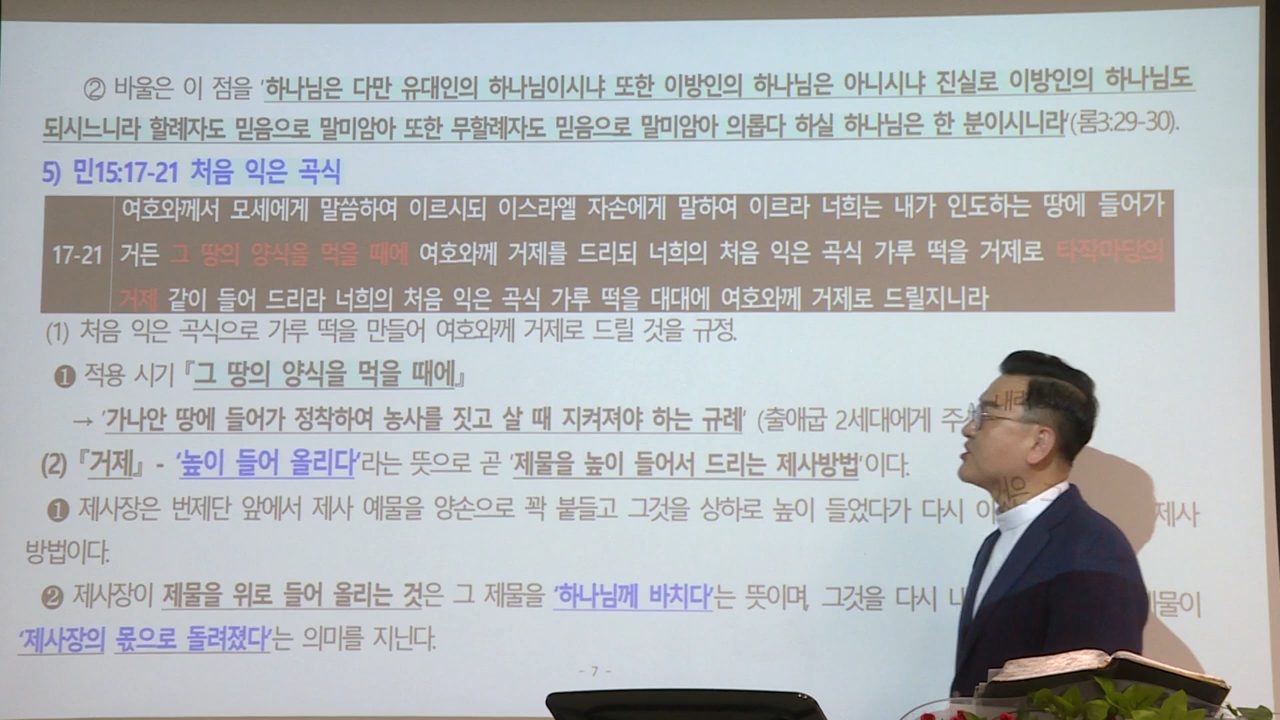 ② 바울은 이 점을 '하나님은 다만 유대인의 하나님이시냐 또한 이방인의 하나님은 아니시냐 진실로 이방인의 하나님도
되시느니라 할례자도 믿음으로 말미암아 또한 무할례자도 믿음으로 말미암아 의롭다 하실 하나님은 한 분이시니라'(롬3:29-30).
5) 민15:17-21 처음 익은 곡식
여호와께서 모세에게 말씀하여 이르시되 이스라엘 자손에게 말하여 이르라 너희는 내가 인도하는 땅에 들어가
17-21 거든 그 땅의 양식을 먹을 때에 여호와께 거제를 드리되 너희의 처음 익은 곡식 가루 떡을 거제로 타작마당의
거제 같이 들어 드리라 너희의 처음 익은 곡식 가루 떡을 대대에 여호와께 거제로 드릴지니라
(1) 처음 익은 곡식으로 가루 떡을 만들어 여호와께 거제로 드릴 것을 규정.
❶ 적용 시기 『그 땅의 양식을 먹을 때에』
→ '가나안 땅에 들어가 정착하여 농사를 짓고 살 때 지켜져야 하는 규례' (출애굽 2세대에게 주
(2) 『거제』 - '높이 들어 올리다'라는 뜻으로 곧 '제물을 높이 들어서 드리는 제사방법'이다.
❶ 제사장은 번제단 앞에서 제사 예물을 양손으로 꽉 붙들고 그것을 상하로 높이 들었다가 다시 제사
방법이다.
❷ 제사장이 제물을 위로 들어 올리는 것은 그 제물을 '하나님께 바치다'는 뜻이며, 그것을 다시
'제사장의 몫으로 돌려졌다'는 의미를 지닌다.
- 7 -